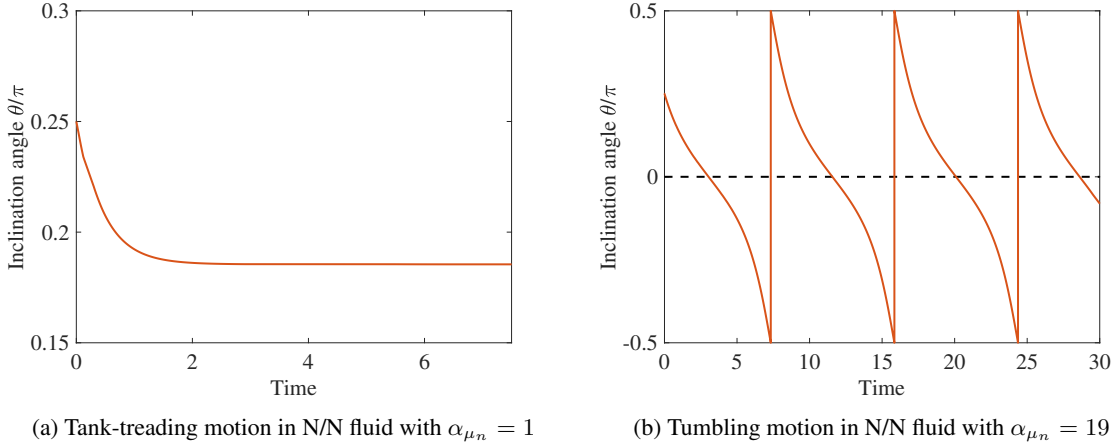 0.3
0.25
0.2
0.15
Inclination angle θ/π
0 2 4 6
Time
(a) Tank-treading motion in N/N fluid with α_{μ_n} = 1
0.5
0
-0.5
Inclination angle θ/π
0 5 10 15 20 25 30
Time
(b) Tumbling motion in N/N fluid with α_{μ_n} = 19